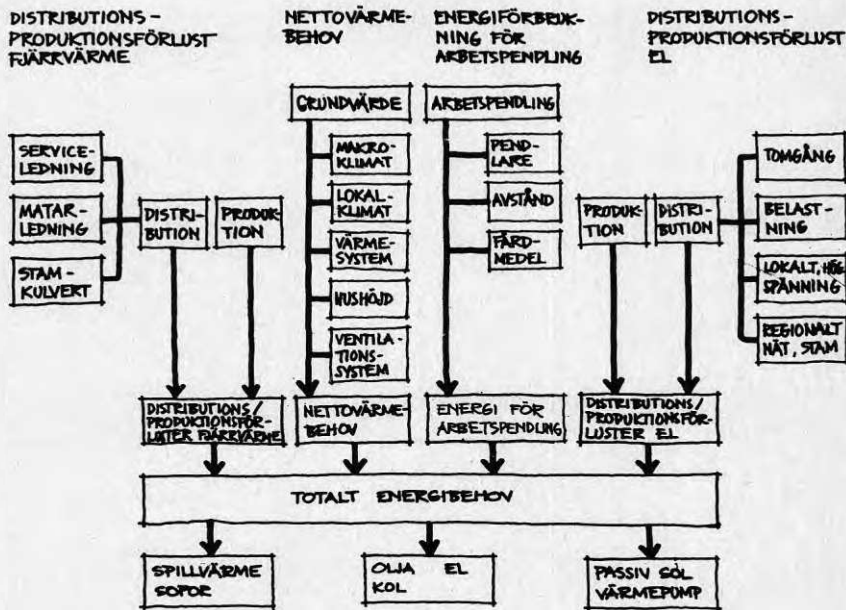 DISTRIBUTIONS -
PRODUKTIONSFÖRLUST
FJÄRRVÄRME
NETTOVÄRME-
BEHOV
ENERGIFÖRBRUK-
NING FÖR
ARBETSPENDLING
DISTRIBUTIONS -
PRODUKTIONSFÖRLUST
EL
GRUNDVÄRDE
ARBETSPENDLING
SERVICE-
LEDNING
MATAR-
LEDNING
STAM-
KULVERT
DISTRI-
BUTION
PRODUK-
TION
MAKRO-
KLIMAT
LOKAL-
KLIMAT
VÄRME-
SYSTEM
HUSHÖJD
VENTILA-
TIONS-
SYSTEM
PEND-
LARE
AVSTÅND
FÄRD-
MEDEL
PRODUK-
TION
DISTRI-
BUTION
TOMGÅNG
BELAST-
NING
LOKALT, HÖG
SPÄNNING
REGIONALT
NÄT, STAM
DISTRIBUTIONS/
PRODUKTIONSFÖR-
LUSTER FJÄRRVÄRME
NETTOVÄRME-
BEHOV
ENERGI FÖR
ARBETSPENDLING
DISTRIBUTIONS/
PRODUKTIONSFÖR-
LUSTER EL
TOTALT ENERGIBEHOV
SPILLVÄRME
SOPOR
OLJA EL
KOL
PASSIV SOL
VÄRMEPUMP